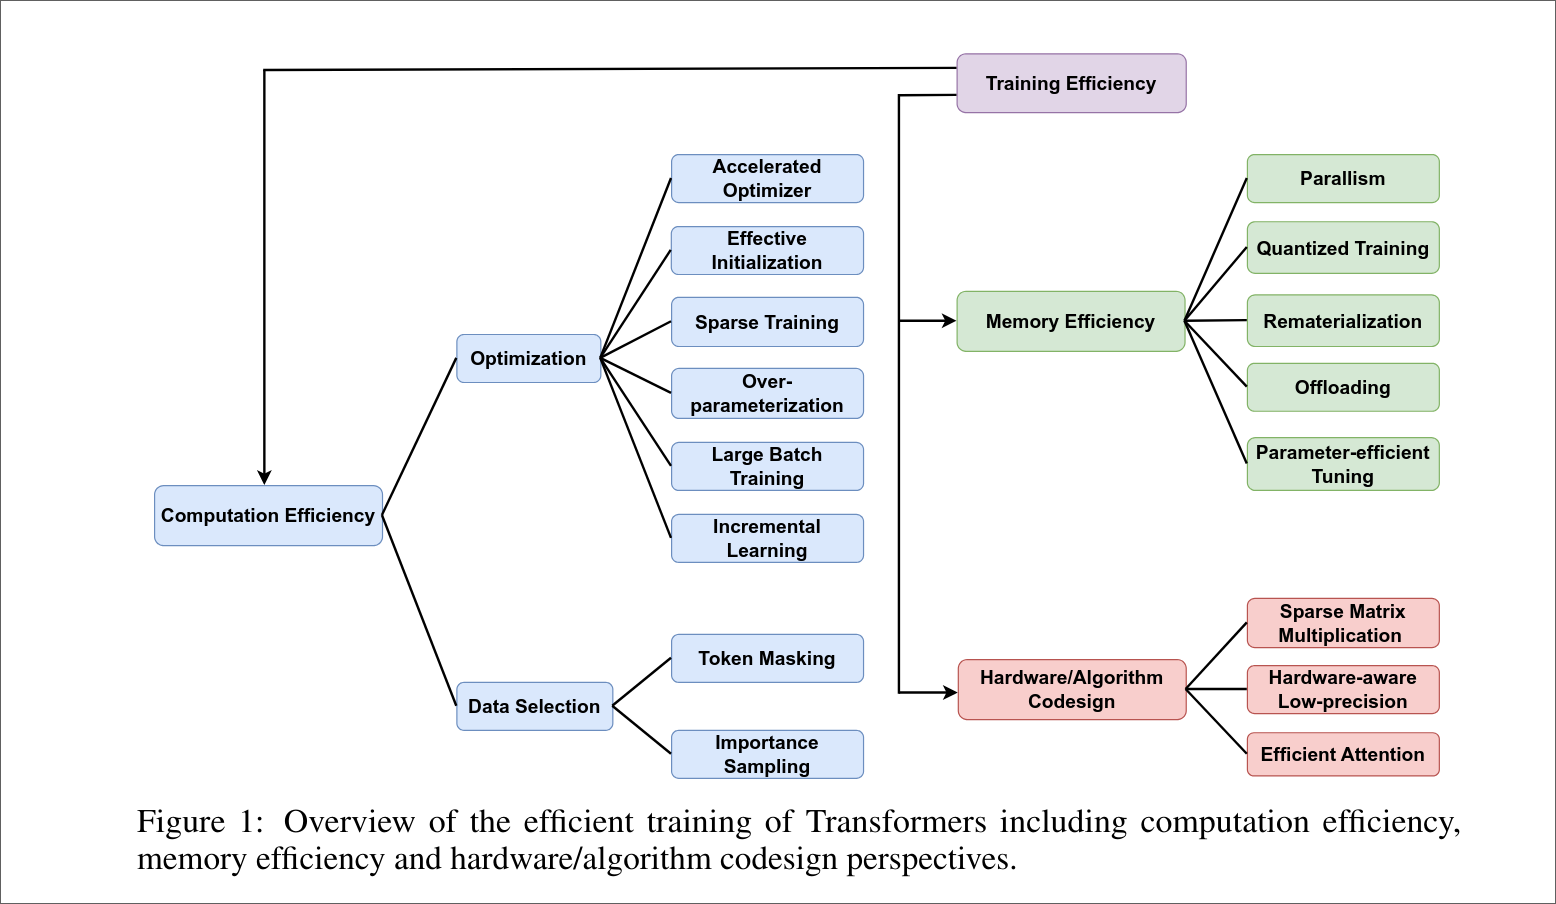 Training Efficiency
Accelerated
Optimizer
Effective
Initialization
Sparse Training
Over-
parameterization
Large Batch
Training
Incremental
Learning
Optimization
Computation Efficiency
Data Selection
Token Masking
Importance
Sampling
Parallism
Quantized Training
Memory Efficiency
Rematerialization
Offloading
Parameter-efficient
Tuning
Hardware/Algorithm
Codesign
Sparse Matrix
Multiplication
Hardware-aware
Low-precision
Efficient Attention
Figure 1: Overview of the efficient training of Transformers including computation efficiency,
memory efficiency and hardware/algorithm codesign perspectives.